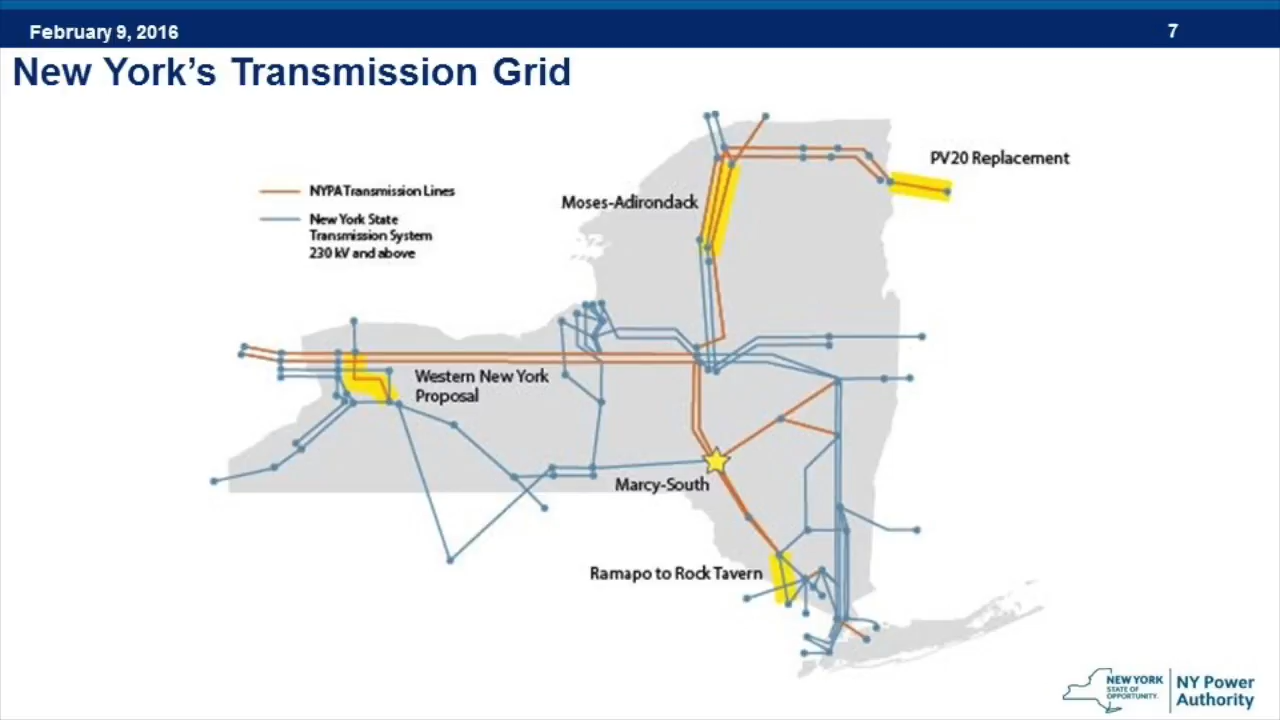 February 9, 2016
7
New York's Transmission Grid
NYPA Transmission Lines
New York State
Transmission System
230 kV and above
PV20 Replacement
Moses-Adirondack
Western New York
Proposal
Marcy-South
Ramapo to Rock Tavern
NEW YORK
STATE OF
OPPORTUNITY.
NY Power
Authority